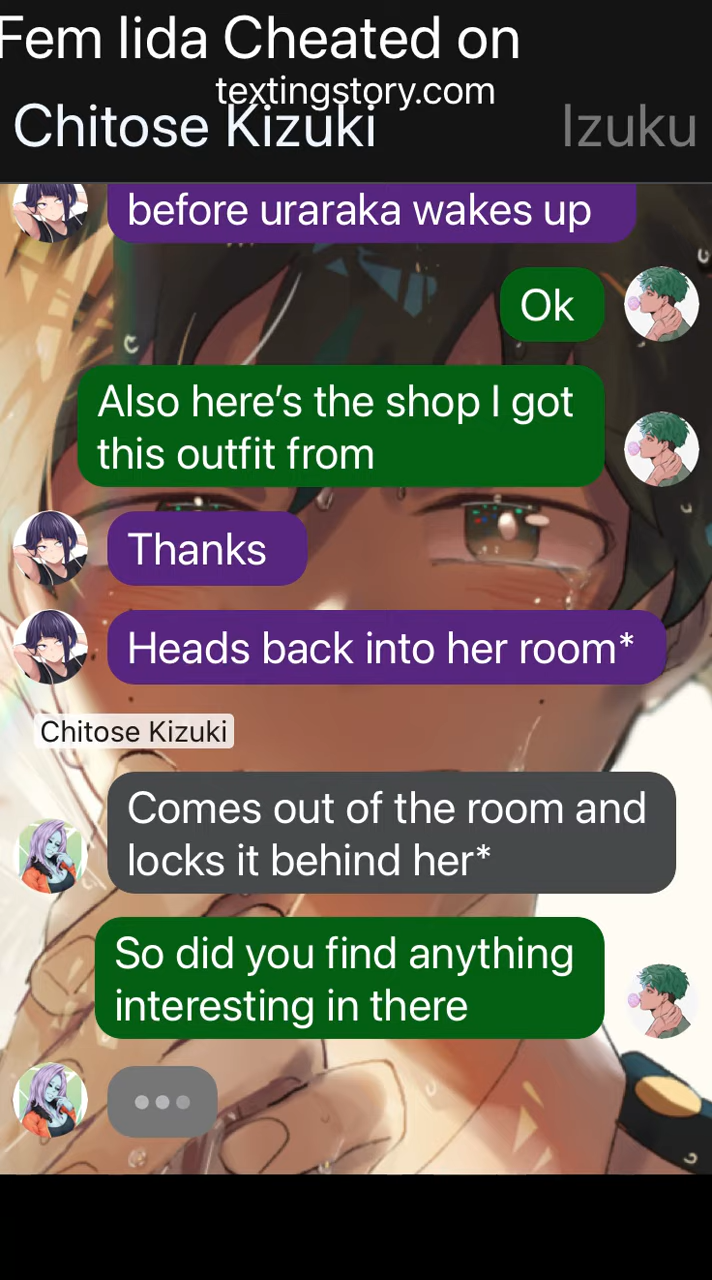 Fem Iida Cheated on
textingstory.com
Chitose Kizuki
Izuku
before uraraka wakes up
Ok
Also here’s the shop I got
this outfit from
Thanks
Heads back into her room*
Chitose Kizuki
Comes out of the room and
locks it behind her*
So did you find anything
interesting in there